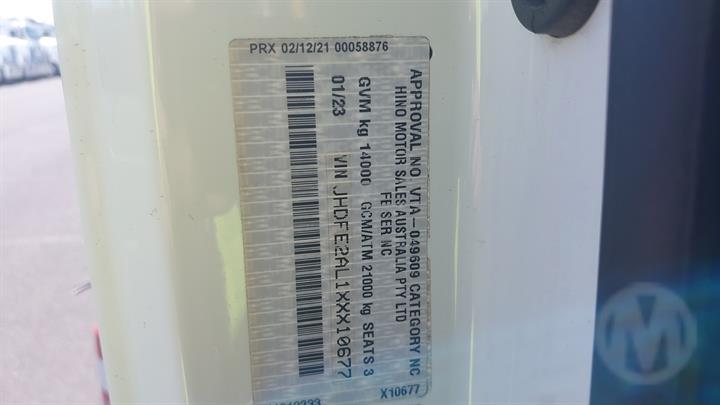 PRX 02/12/21 00058876
APPROVAL NO. VTA-049609 CATEGORY NC
HINO MOTOR SALES AUSTRALIA PTY LTD
FE SER NC
GVM kg 14000 GCM/ATM 21000 kg SEATS 3
01/23 VIN JHDFE2AL1XXX10677
X10677
M